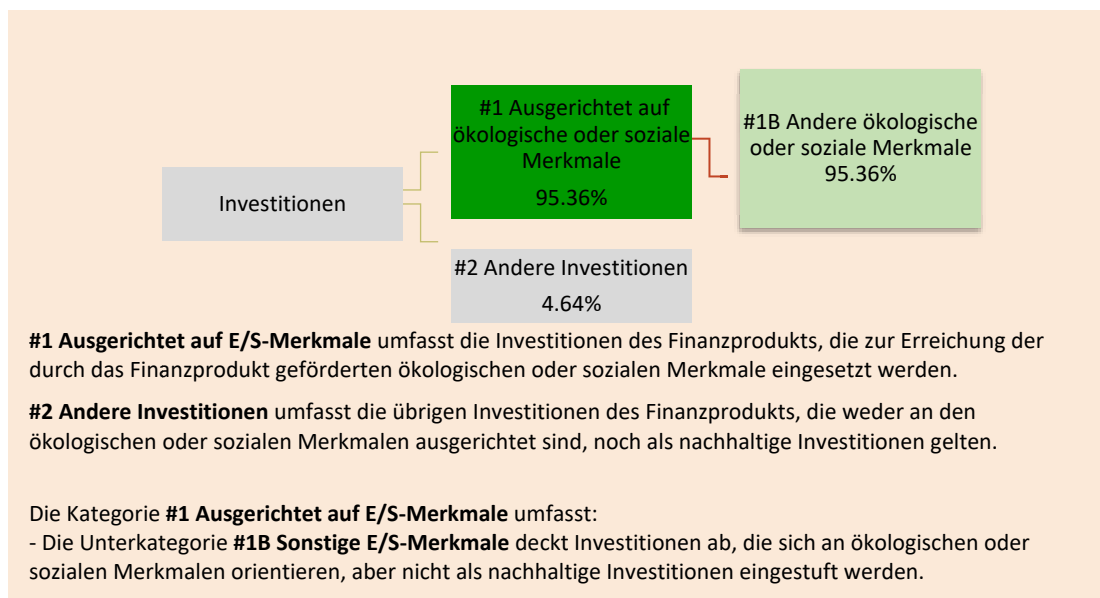 #1 Ausgerichtet auf
ökologische oder soziale
Merkmale
95.36%
#1B Andere ökologische
oder soziale Merkmale
95.36%
Investitionen
#2 Andere Investitionen
4.64%
#1 Ausgerichtet auf E/S-Merkmale umfasst die Investitionen des Finanzprodukts, die zur Erreichung der
durch das Finanzprodukt geförderten ökologischen oder sozialen Merkmale eingesetzt werden.
#2 Andere Investitionen umfasst die übrigen Investitionen des Finanzprodukts, die weder an den
ökologischen oder sozialen Merkmalen ausgerichtet sind, noch als nachhaltige Investitionen gelten.
Die Kategorie #1 Ausgerichtet auf E/S-Merkmale umfasst:
- Die Unterkategorie #1B Sonstige E/S-Merkmale deckt Investitionen ab, die sich an ökologischen oder
sozialen Merkmalen orientieren, aber nicht als nachhaltige Investitionen eingestuft werden.